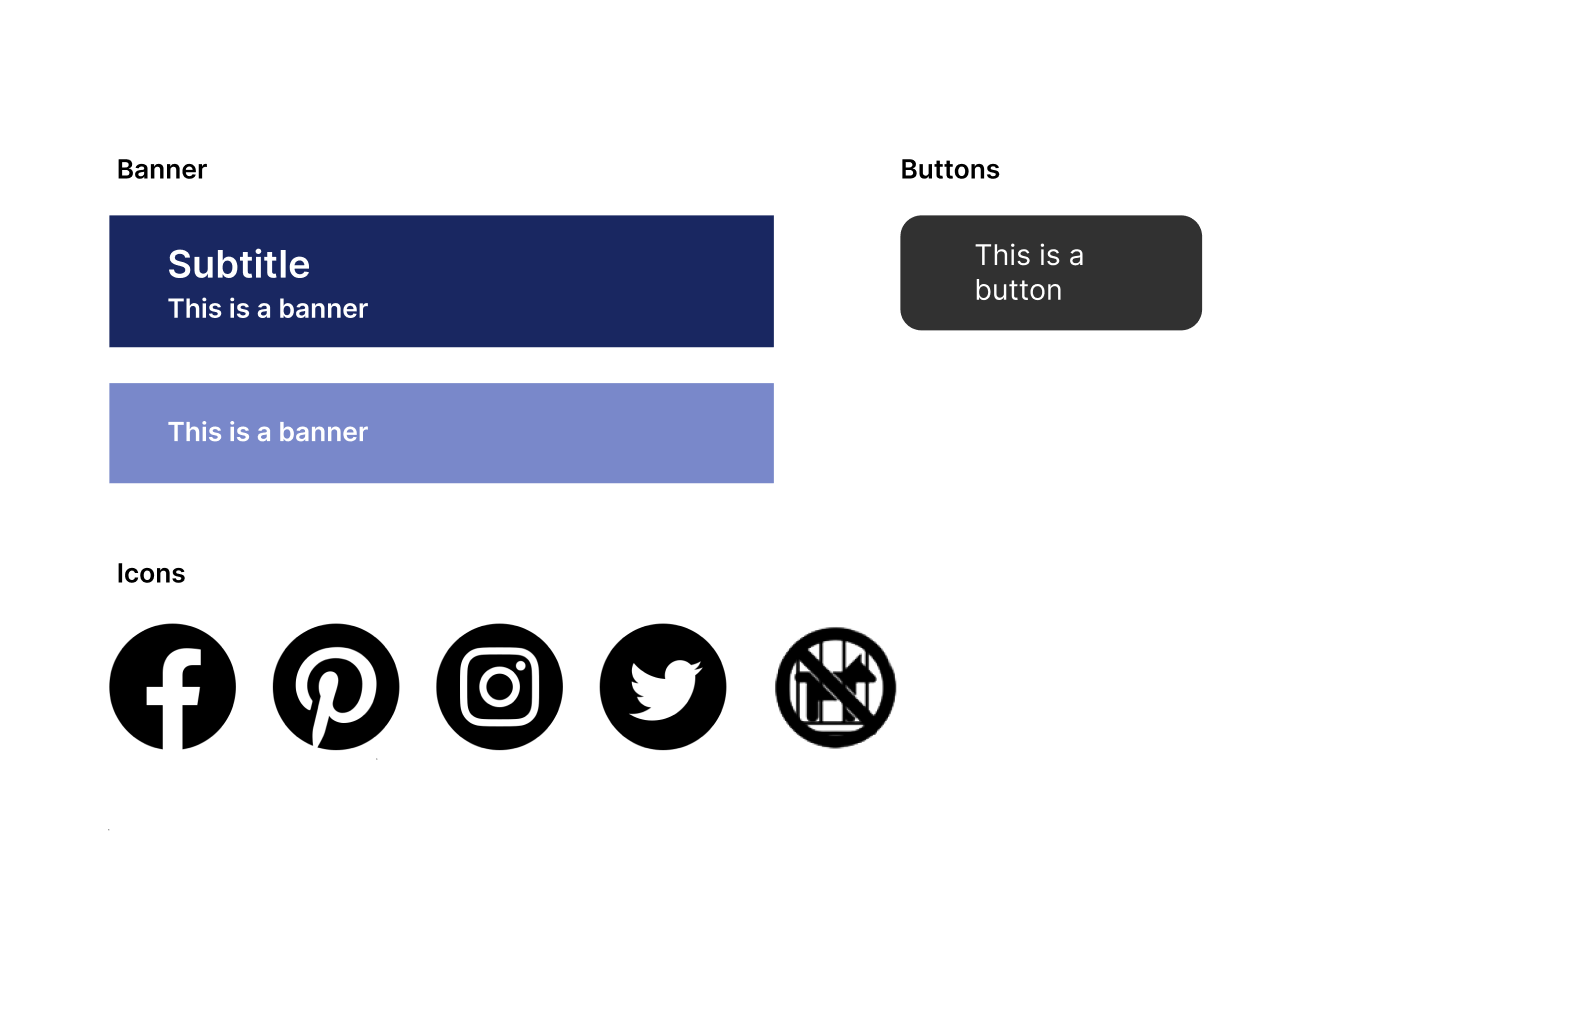 Banner
Subtitle
This is a banner
This is a banner
Buttons
This is a
button
Icons